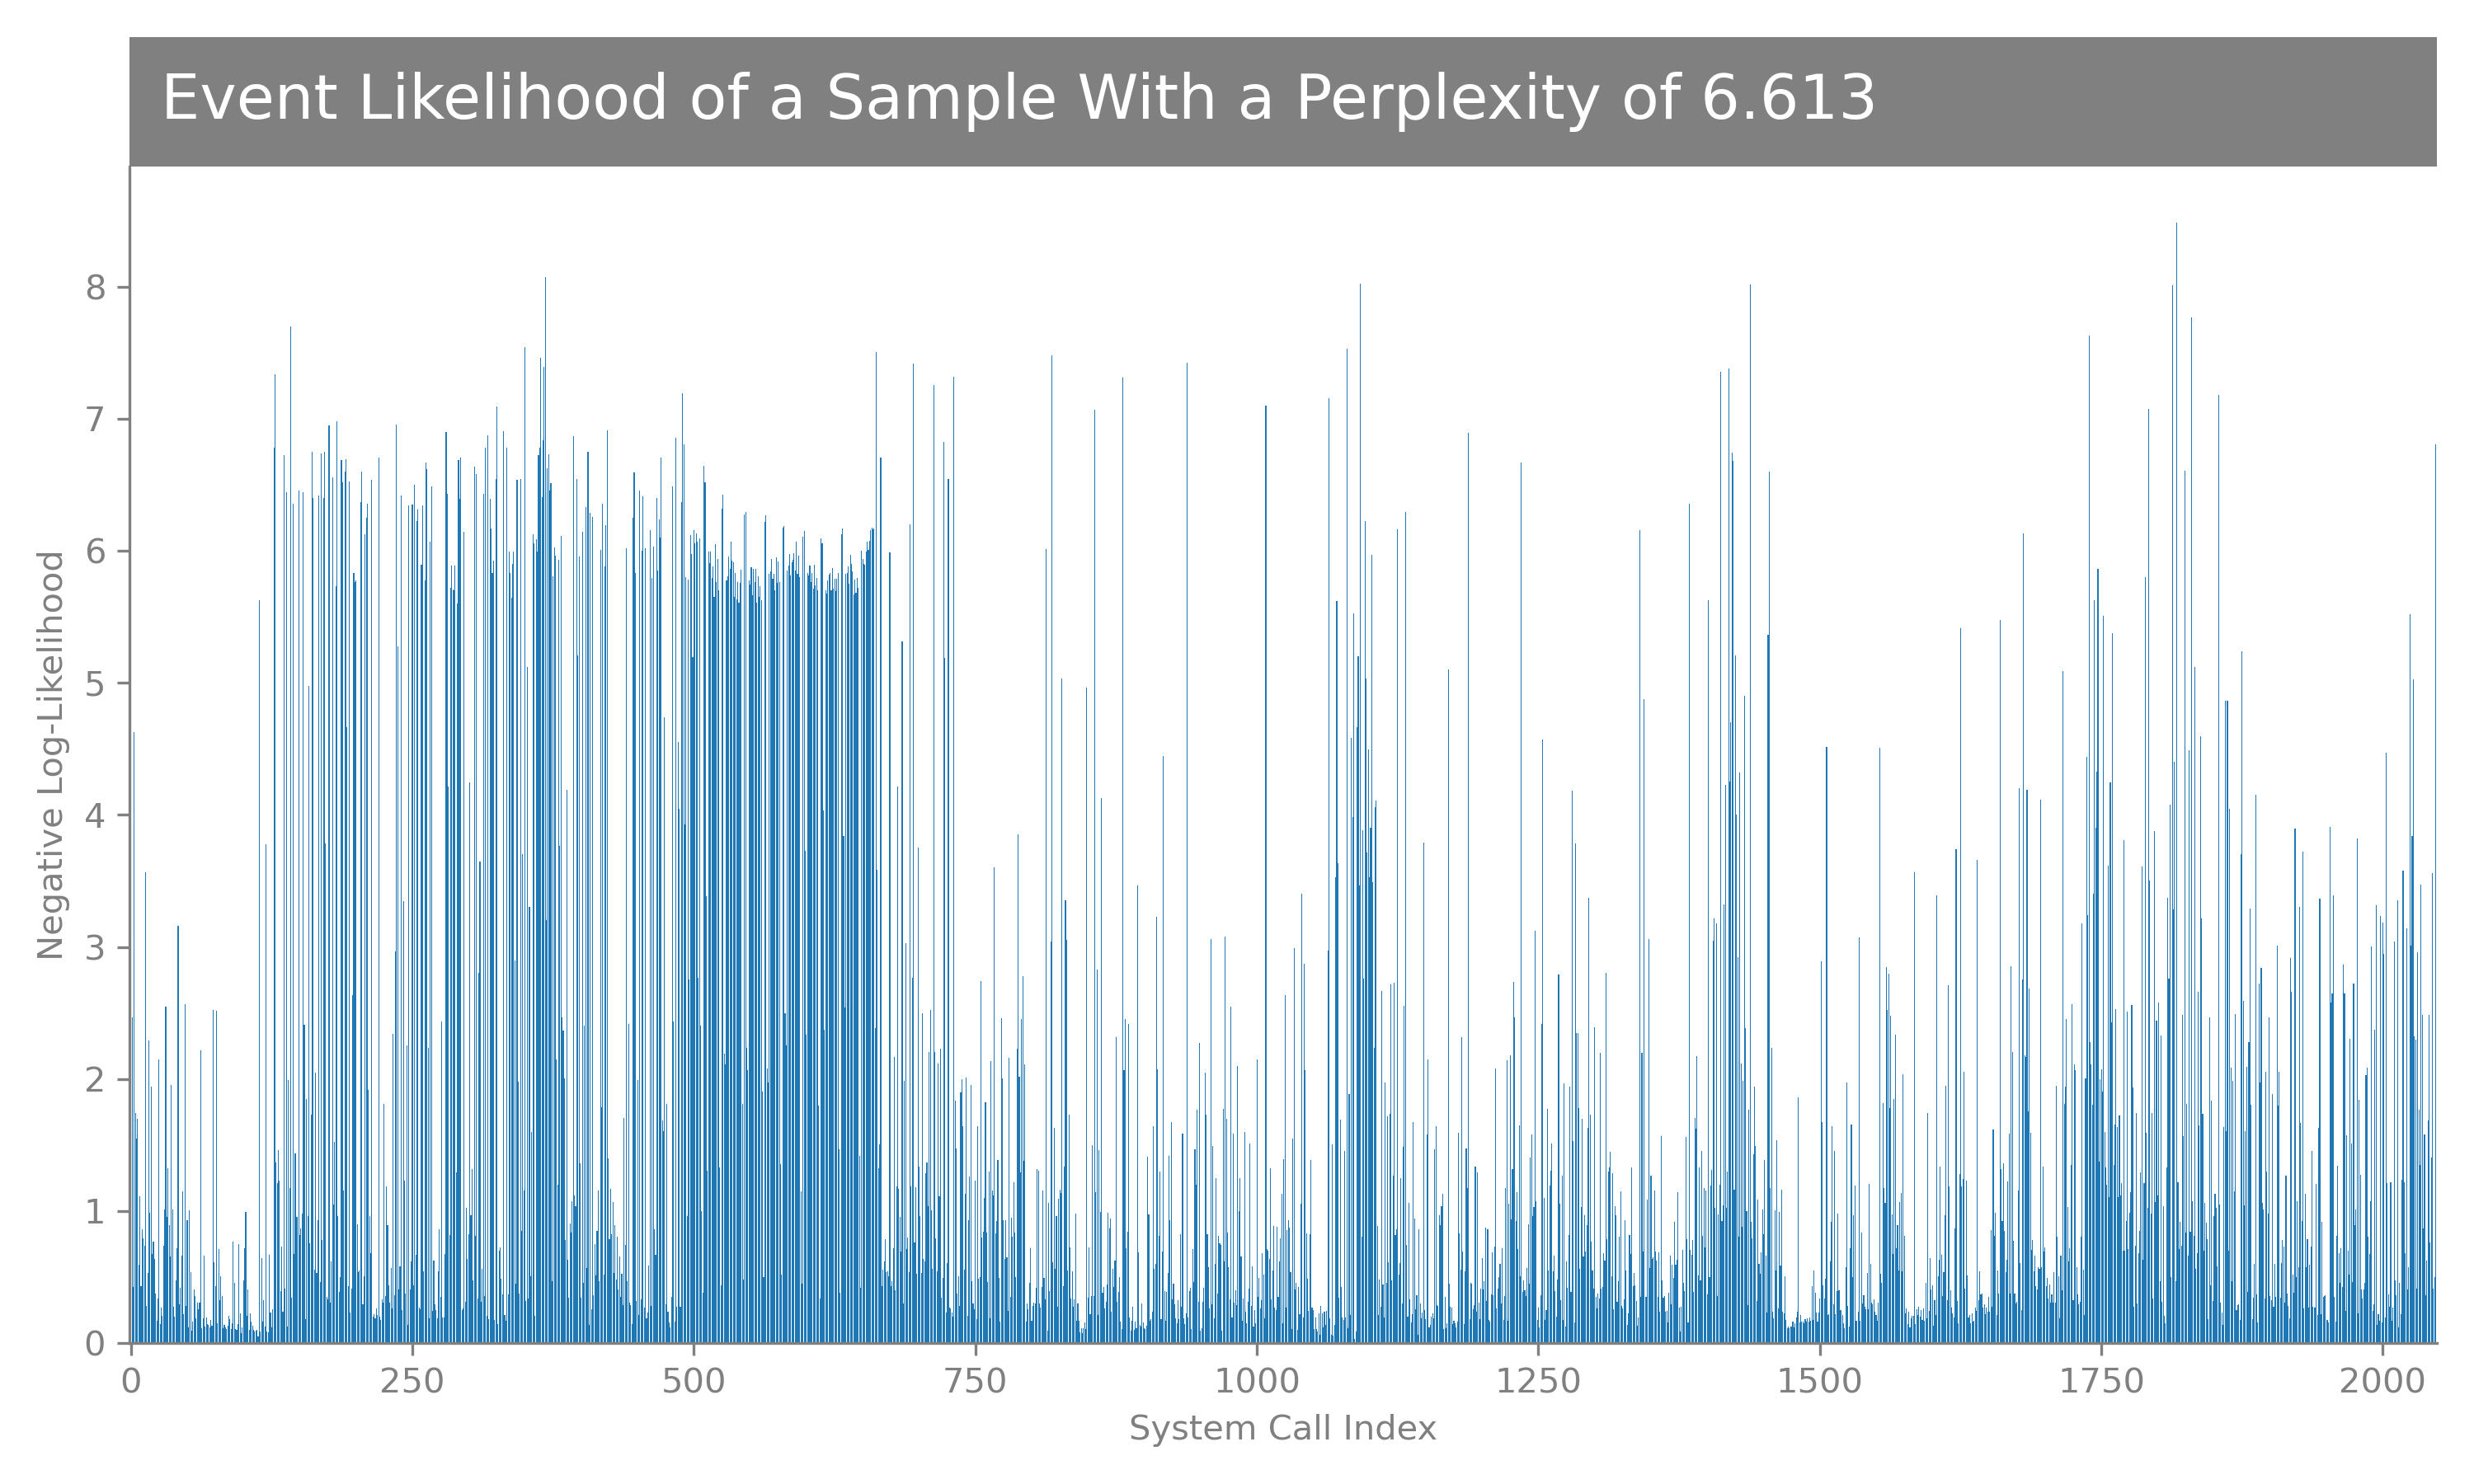 Event Likelihood of a Sample With a Perplexity of 6.613
Negative Log-Likelihood
8
7
6
5
4
3
2
1
0
0 250 500 750 1000 1250 1500 1750 2000
System Call Index